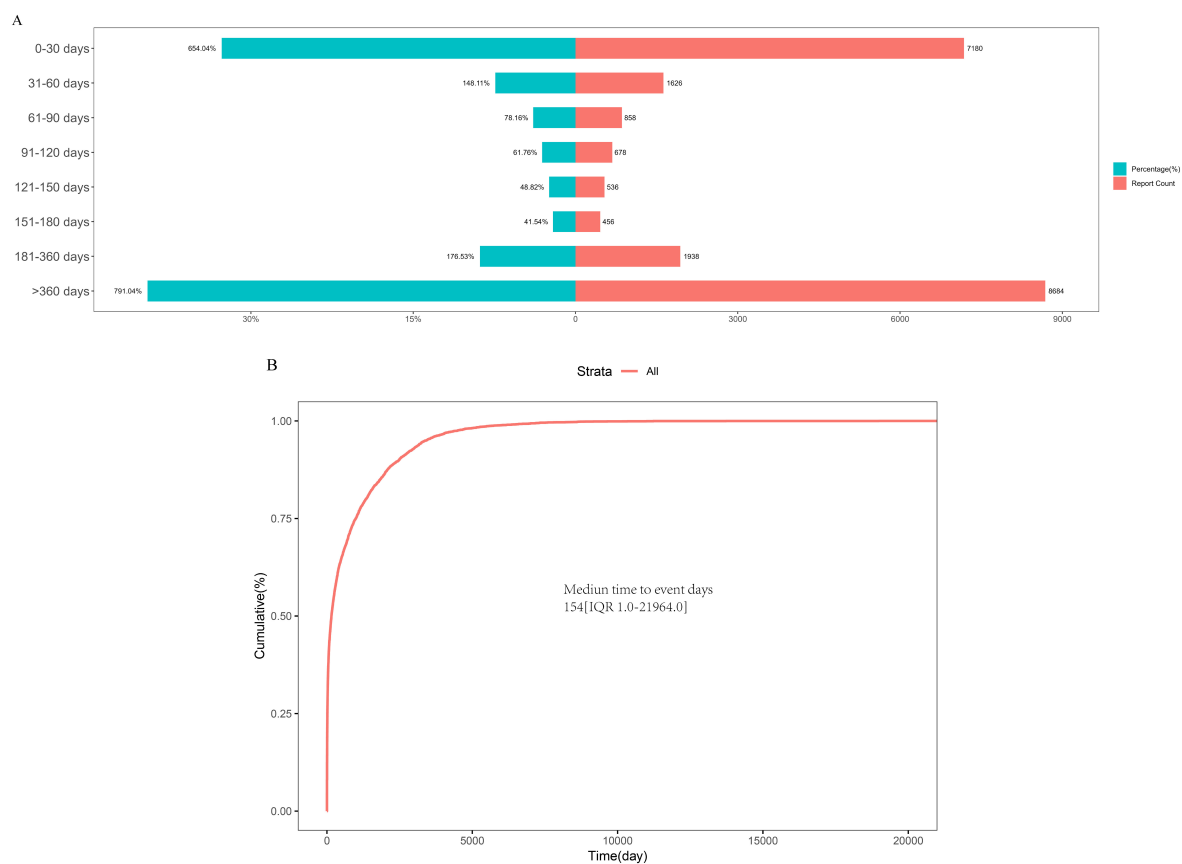 A
0-30 days 654.04% 7180
31-60 days 148.11% 1626
61-90 days 78.16% 858
91-120 days 61.76% 678
121-150 days 48.82% 536
151-180 days 41.54% 456
181-360 days 176.53% 1938
>360 days 791.04% 8684
30% 15% 0 3000 6000 9000
Percentage(%)
Report Count
B
Strata All
1.00
0.75
0.50
0.25
0.00
Cumulative(%)
Mediun time to event days
154[IQR 1.0-21964.0]
0 5000 10000 15000 20000
Time(day)